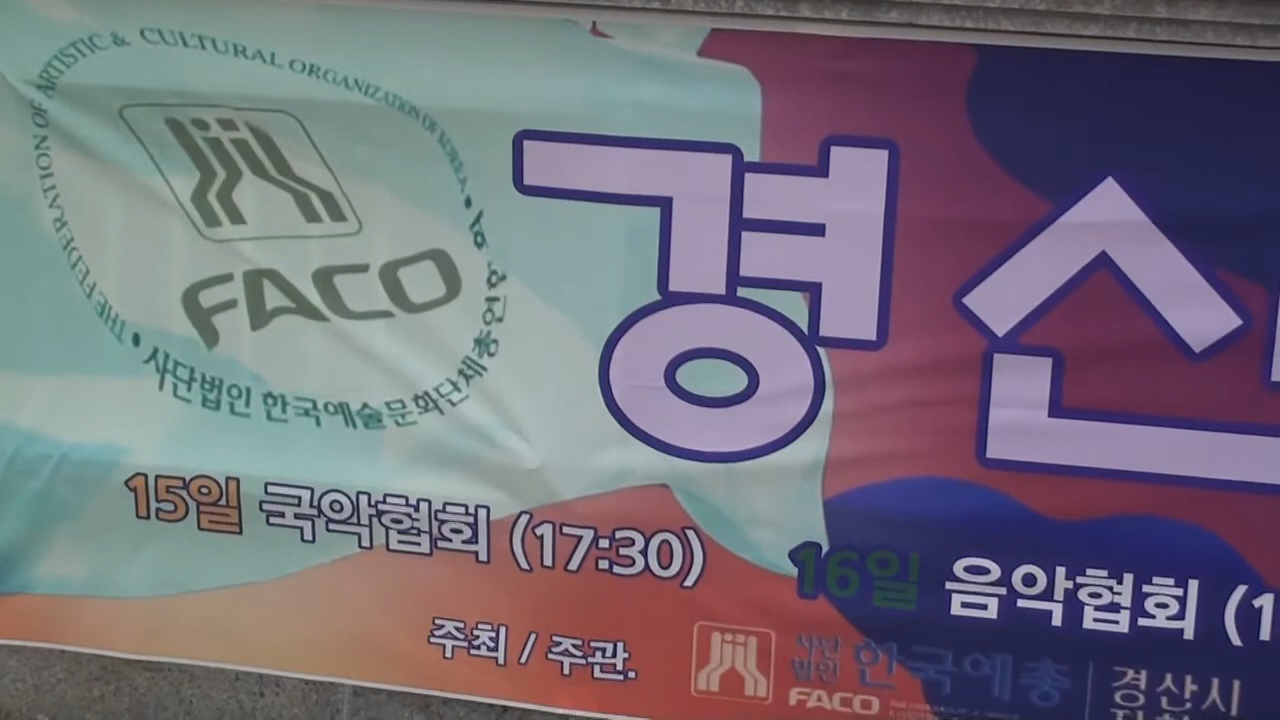 THE FEDERATION OF ARTISTIC & CULTURAL ORGANIZATION OF KOREA
FACO
사단법인 한국예술문화단체총연합회
경산
15일 국악협회 (17:30)
16일 음악협회 (1
주최 / 주관.
사단
법인 한국예총
FACO
경산시